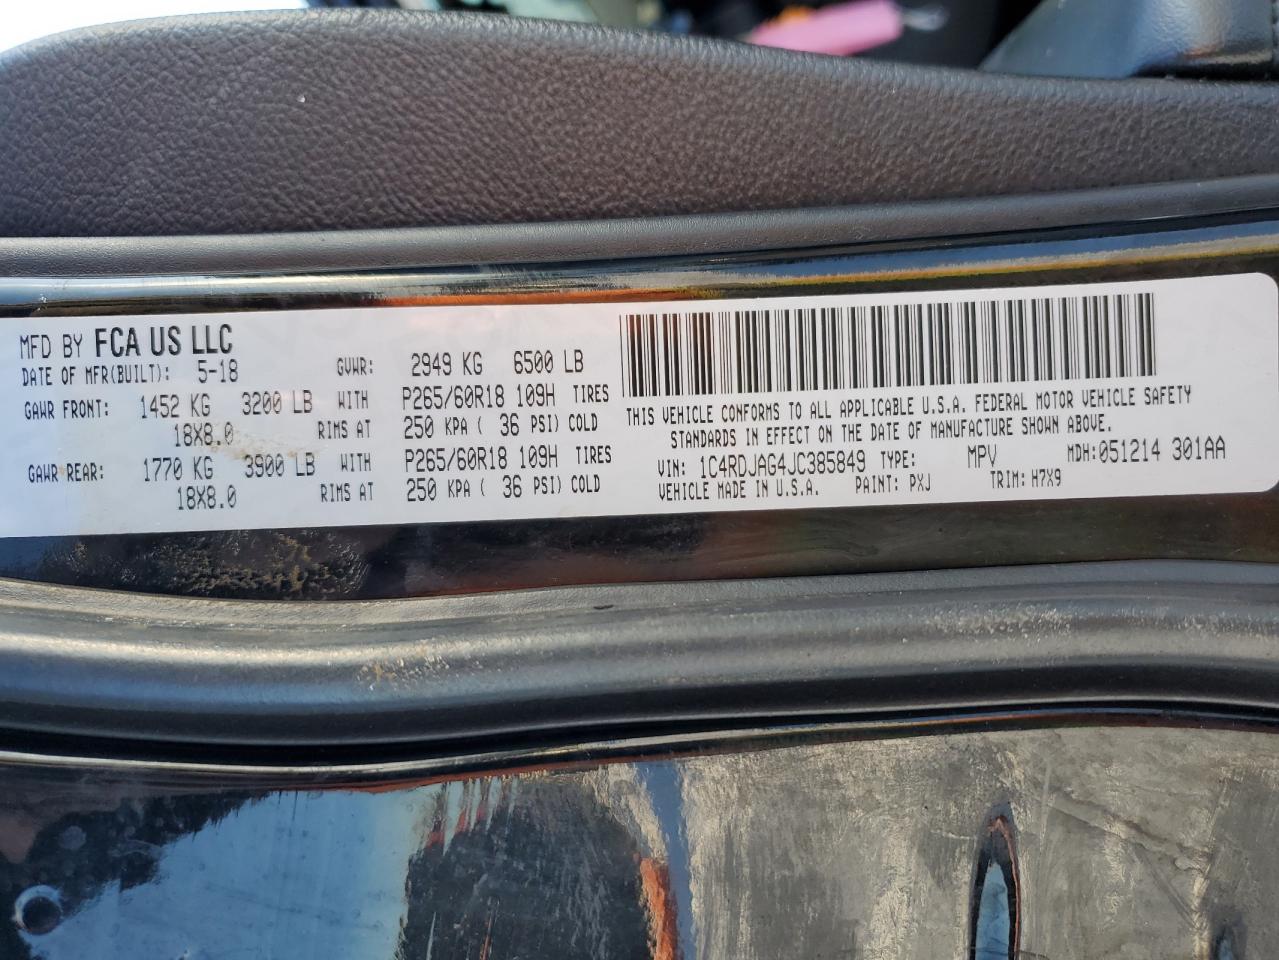 MFD BY FCA US LLC
DATE OF MFR(BUILT): 5-18 GVWR: 2949 KG 6500 LB
GAWR FRONT: 1452 KG 3200 LB WITH P265/60R18 109H TIRES
18X8.0 RIMS AT 250 KPA ( 36 PSI) COLD
GAWR REAR: 1770 KG 3900 LB WITH P265/60R18 109H TIRES
18X8.0 RIMS AT 250 KPA ( 36 PSI) COLD
THIS VEHICLE CONFORMS TO ALL APPLICABLE U.S.A. FEDERAL MOTOR VEHICLE SAFETY
STANDARDS IN EFFECT ON THE DATE OF MANUFACTURE SHOWN ABOVE.
VIN: 1C4RDJAG4JC385849 TYPE: MPV MDH:051214 301AA
VEHICLE MADE IN U.S.A. PAINT: PXJ TRIM: H7X9